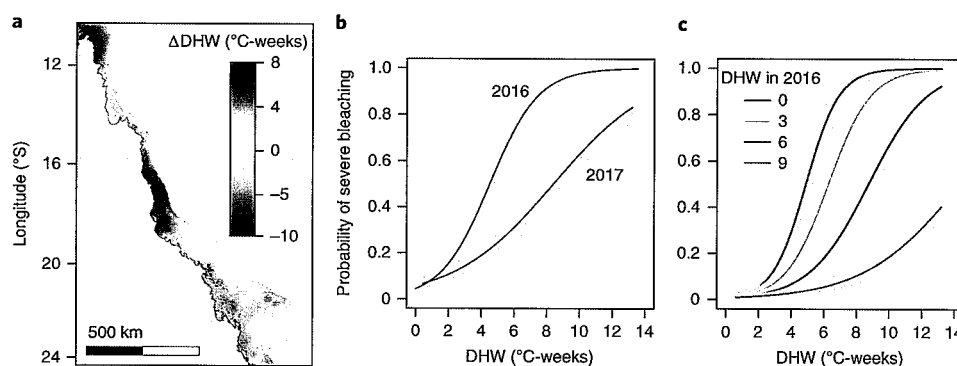 a
ΔDHW (°C-weeks)
8
4
0
−5
−10
12
16
20
24
Longitude (°S)
500 km
b
1.0
0.8
0.6
0.4
0.2
0
Probability of severe bleaching
2016
2017
0 2 4 6 8 10 12 14
DHW (°C-weeks)
c
1.0
0.8
0.6
0.4
0.2
0
DHW in 2016
0
3
6
9
0 2 4 6 8 10 12 14
DHW (°C-weeks)